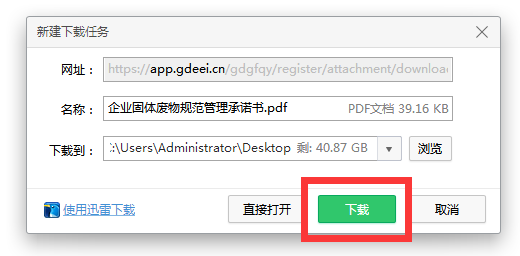 新建下载任务
网址： https://app.gdeei.cn/gdgfqy/register/attachment/downloa
名称： 企业固体废物规范管理承诺书.pdf PDF文档 39.16 KB
下载到： :\Users\Administrator\Desktop 剩: 40.87 GB 浏览
使用迅雷下载 直接打开 下载 取消